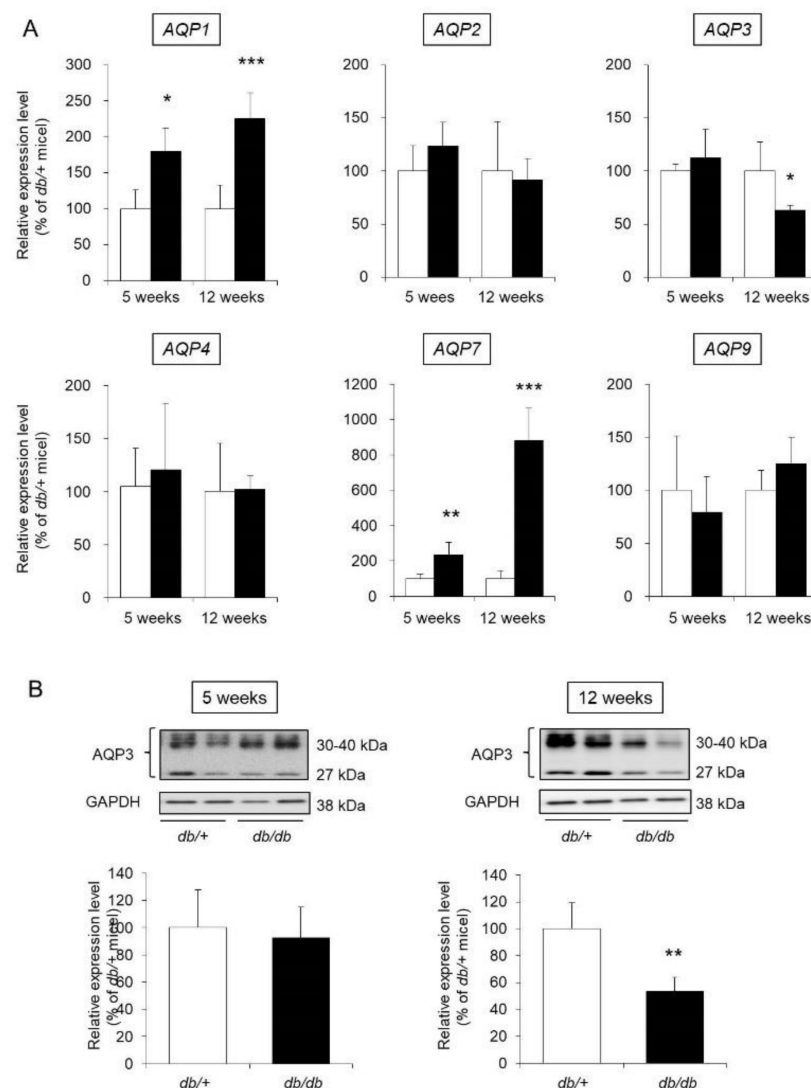 A
AQP1
AQP2
AQP3
Relative expression level
(% of db/+ micel)
300
250
200
150
100
50
0
*
***
5 weeks 12 weeks
200
150
100
50
0
5 wees 12 weeks
200
150
100
50
0
*
5 weeks 12 weeks
AQP4
AQP7
AQP9
Relative expression level
(% of db/+ micel)
200
150
100
50
0
5 weeks 12 weeks
1200
1000
800
600
400
200
0
**
***
5 weeks 12 weeks
200
150
100
50
0
5 weeks 12 weeks
B
5 weeks
AQP3
30-40 kDa
27 kDa
GAPDH
38 kDa
db/+ db/db
12 weeks
AQP3
30-40 kDa
27 kDa
GAPDH
38 kDa
db/+ db/db
Relative expression level
(% of db/+ micel)
140
120
100
80
60
40
20
0
db/+ db/db
Relative expression level
(% of db/+ micel)
140
120
100
80
60
40
20
0
**
db/+ db/db